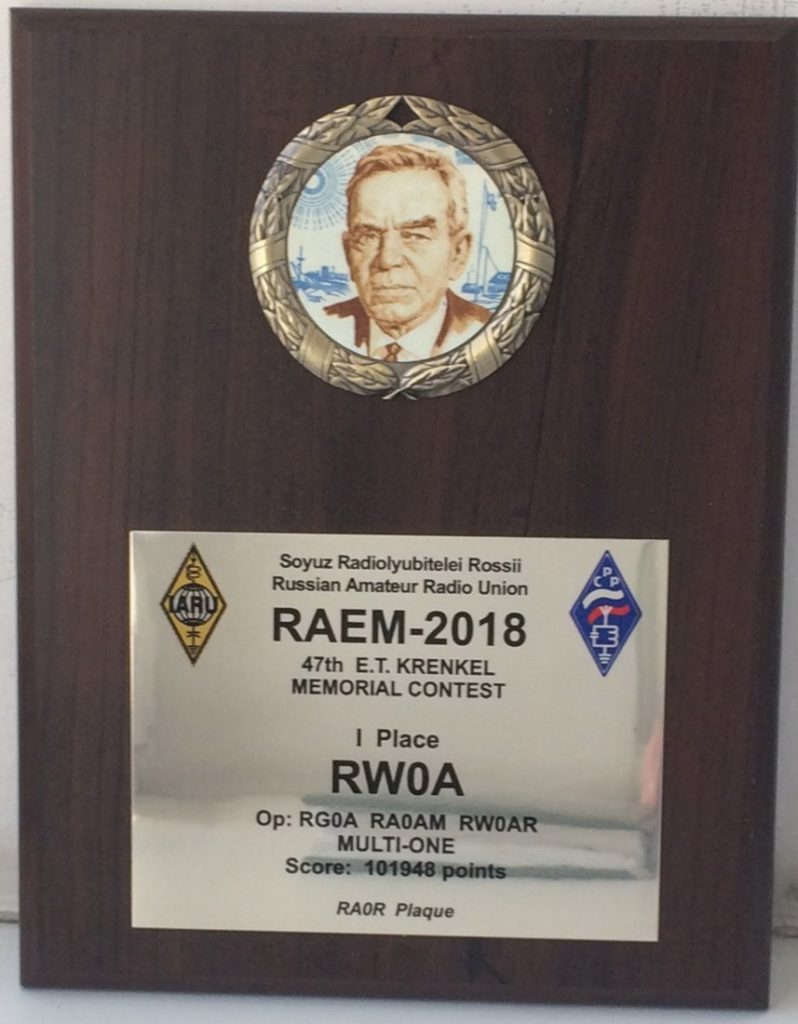 Soyuz Radiolyubitelei Rossii
Russian Amateur Radio Union
IARU
С Р Р
RAEM-2018
47th E.T. KRENKEL
MEMORIAL CONTEST
I Place
RW0A
Op: RG0A RA0AM RW0AR
MULTI-ONE
Score: 101948 points
RA0R Plaque